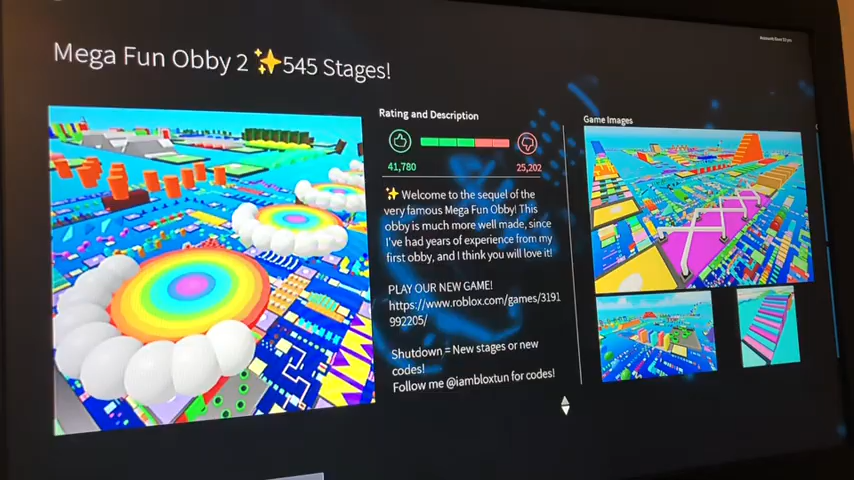 Mega Fun Obby 2 ✨545 Stages!
Rating and Description
41,780
25,202
✨ Welcome to the sequel of the
very famous Mega Fun Obby! This
obby is much more well made, since
I've had years of experience from my
first obby, and I think you will love it!
PLAY OUR NEW GAME!
https://www.roblox.com/games/3191
992205/
Shutdown = New stages or new
codes!
Follow me @iambloxtun for codes!
Game Images